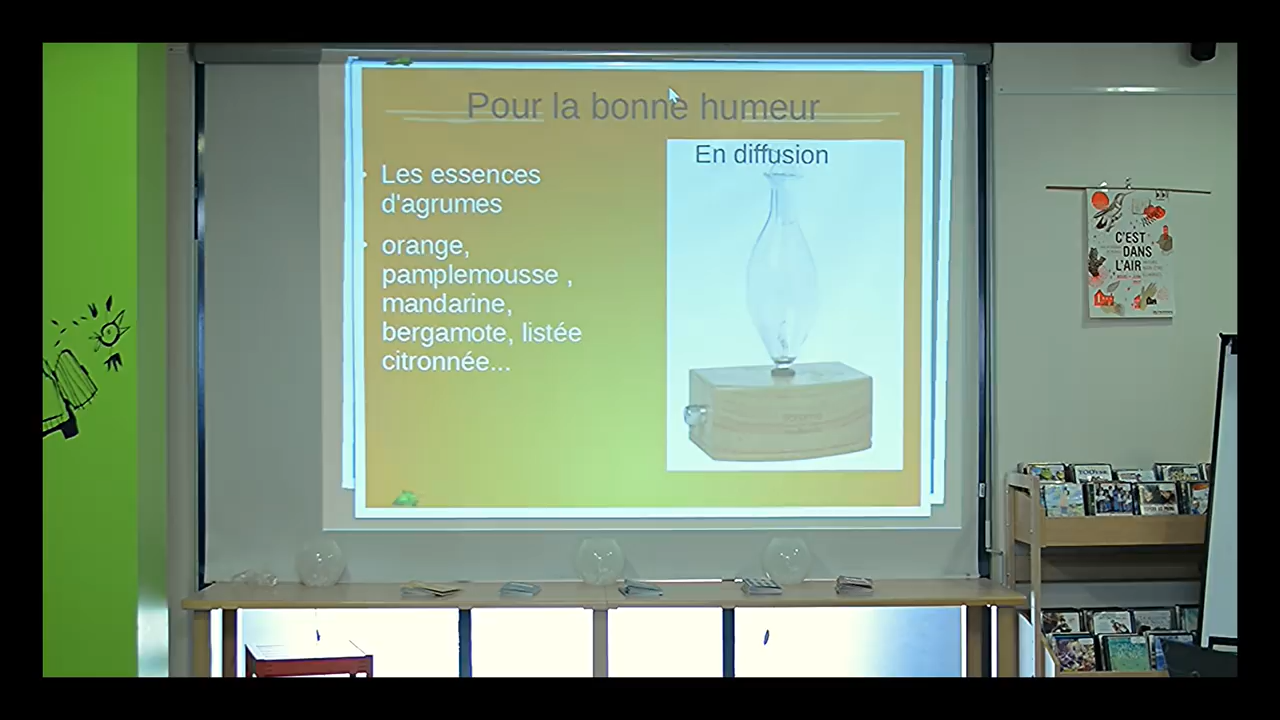 Pour la bonne humeur
En diffusion
Les essences
d'agrumes
orange,
pamplemousse ,
mandarine,
bergamote, listée
citronnée...
C'EST
DANS
L'AIR